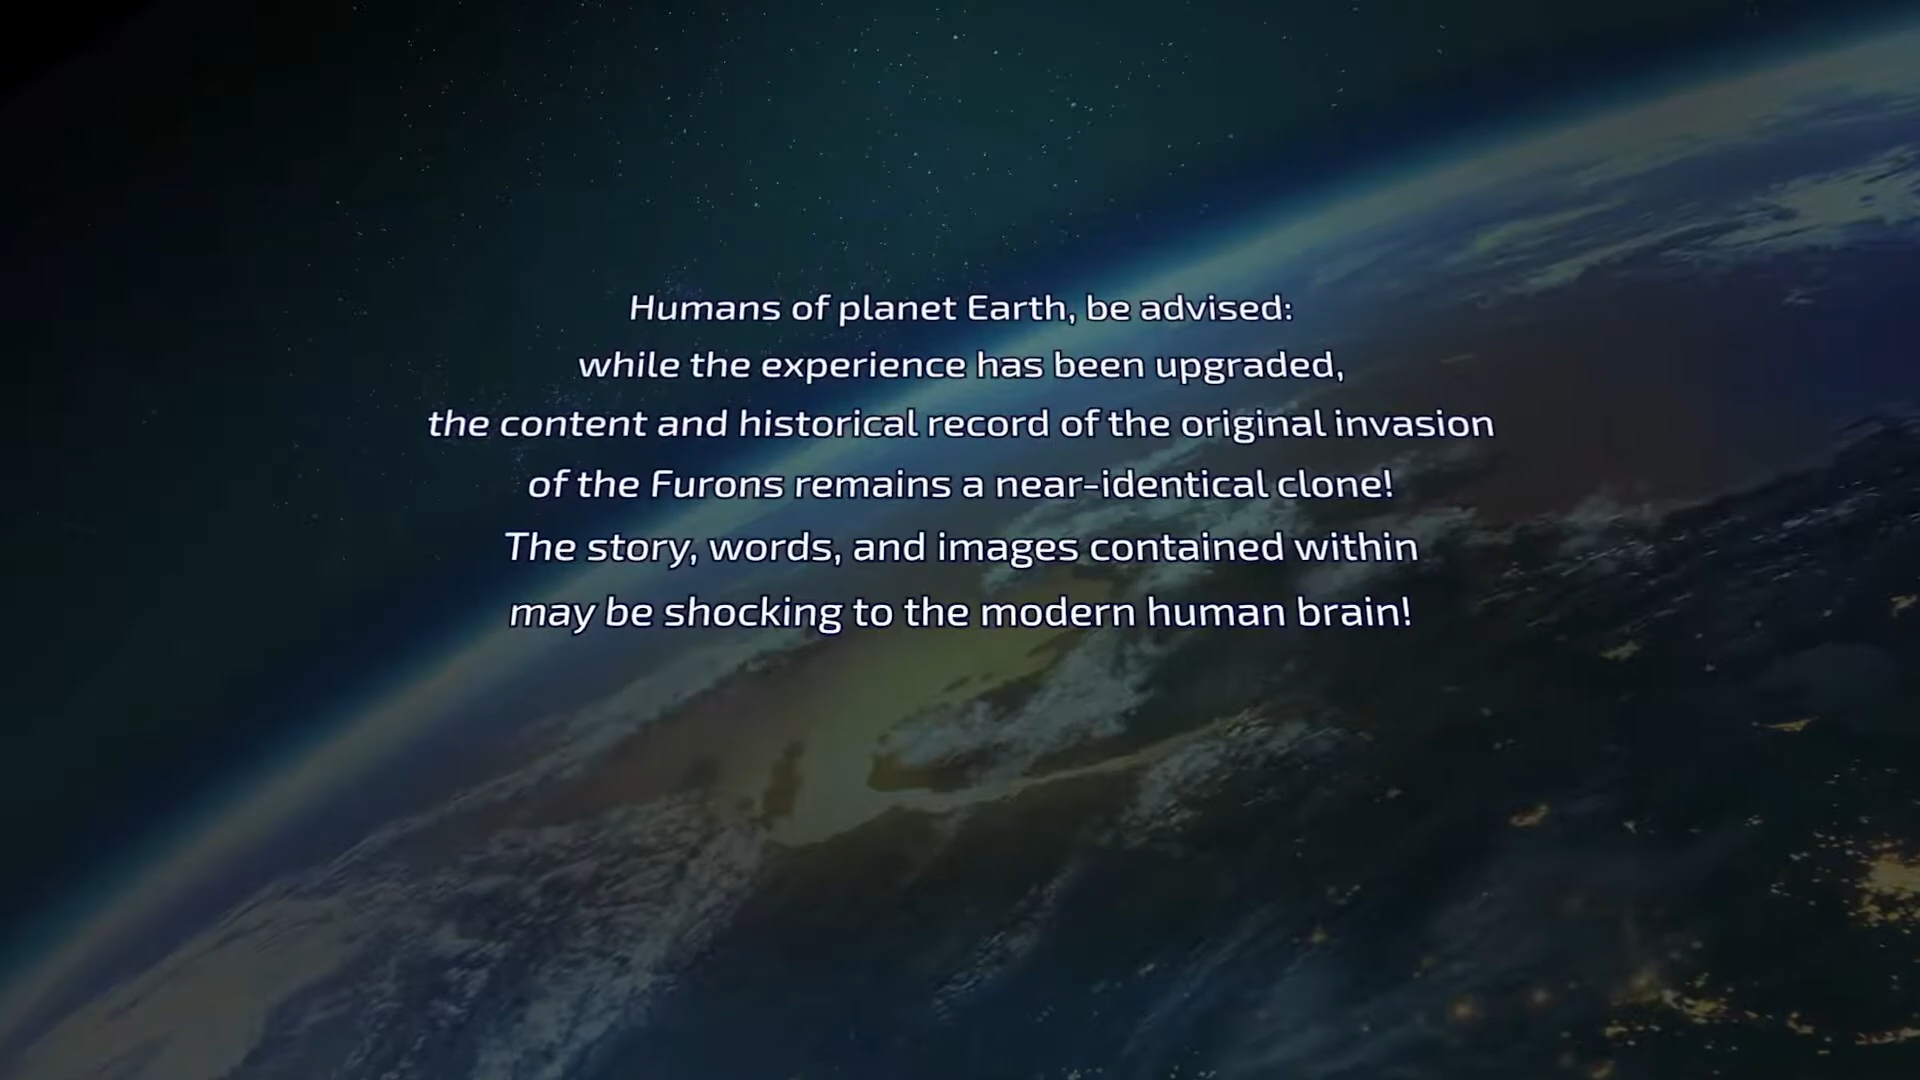 Humans of planet Earth, be advised:
while the experience has been upgraded,
the content and historical record of the original invasion
of the Furons remains a near-identical clone!
The story, words, and images contained within
may be shocking to the modern human brain!